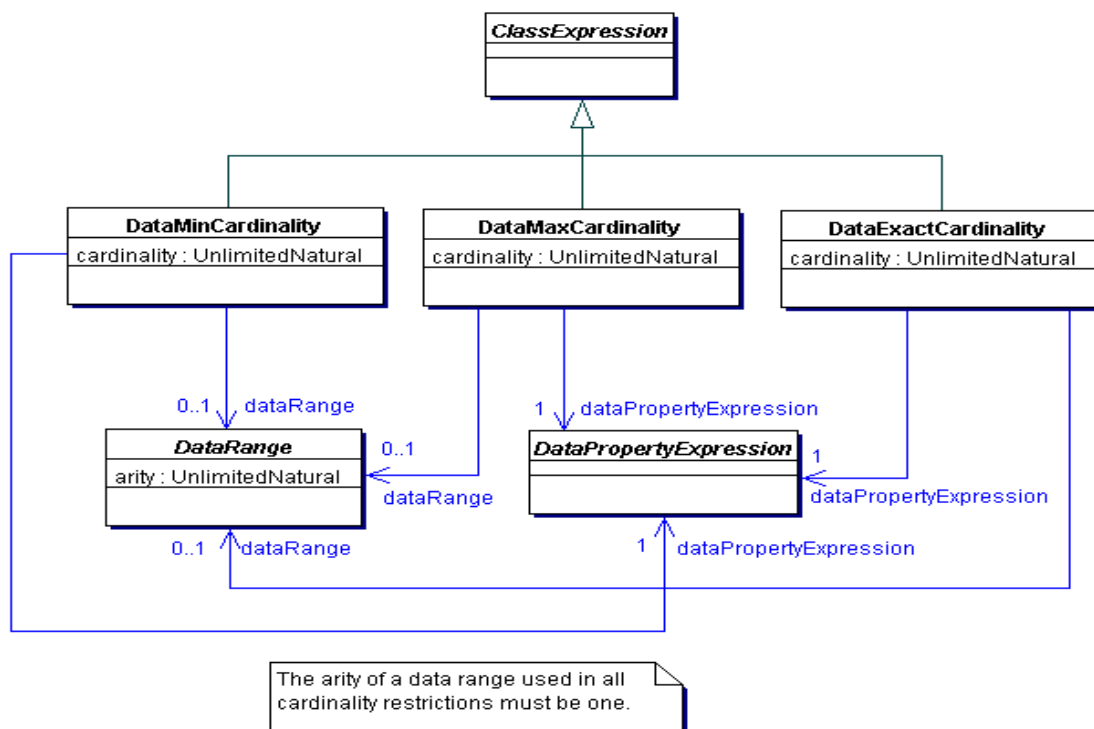 ClassExpression
DataMinCardinality
cardinality : UnlimitedNatural
DataMaxCardinality
cardinality : UnlimitedNatural
DataExactCardinality
cardinality : UnlimitedNatural
0..1 dataRange
1 dataPropertyExpression
DataRange
arity : UnlimitedNatural
0..1
dataRange
DataPropertyExpression
1
dataPropertyExpression
0..1 dataRange
1 dataPropertyExpression
The arity of a data range used in all
cardinality restrictions must be one.